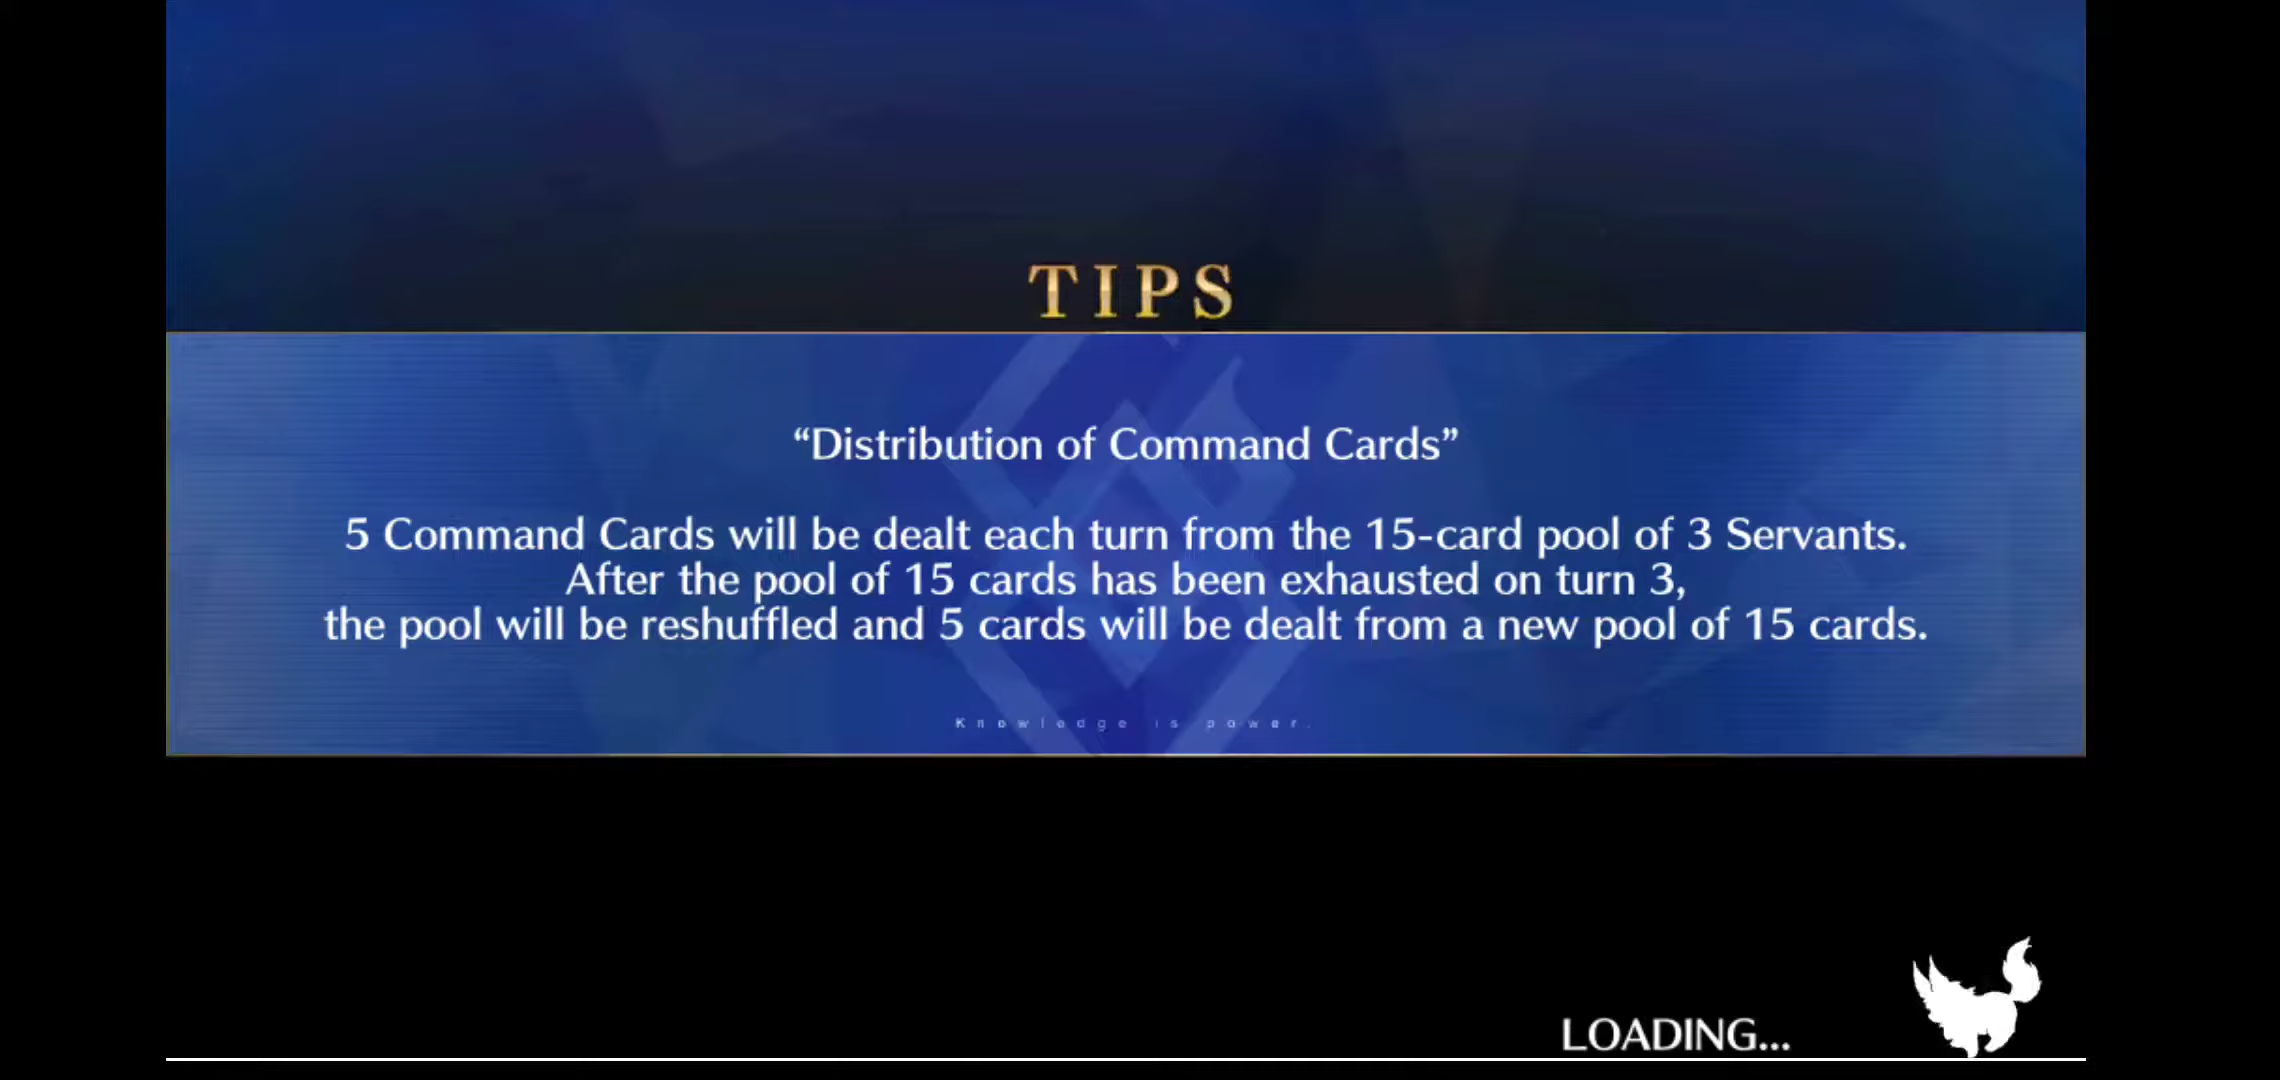 TIPS
“Distribution of Command Cards”
5 Command Cards will be dealt each turn from the 15-card pool of 3 Servants.
After the pool of 15 cards has been exhausted on turn 3,
the pool will be reshuffled and 5 cards will be dealt from a new pool of 15 cards.
Knowledge is power.
LOADING...